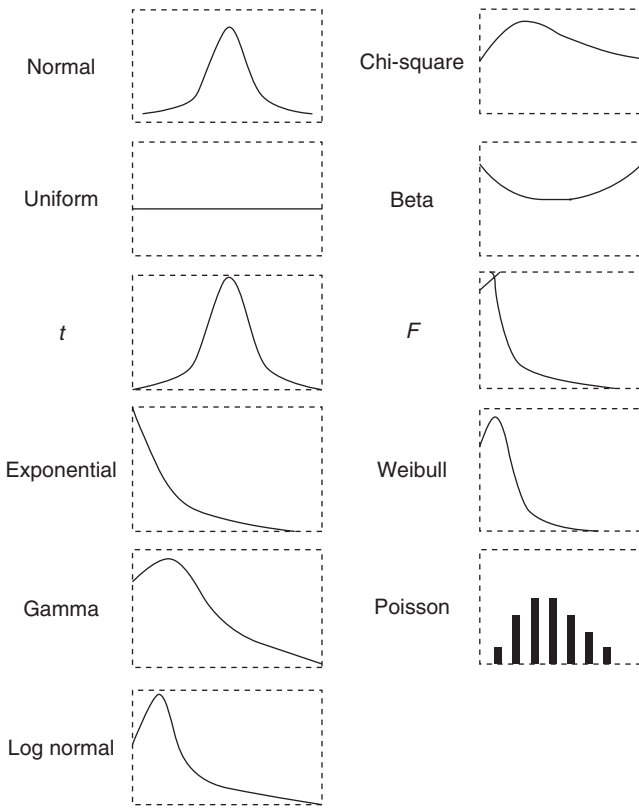 Normal
Chi-square
Uniform
Beta
t
F
Exponential
Weibull
Gamma
Poisson
Log normal